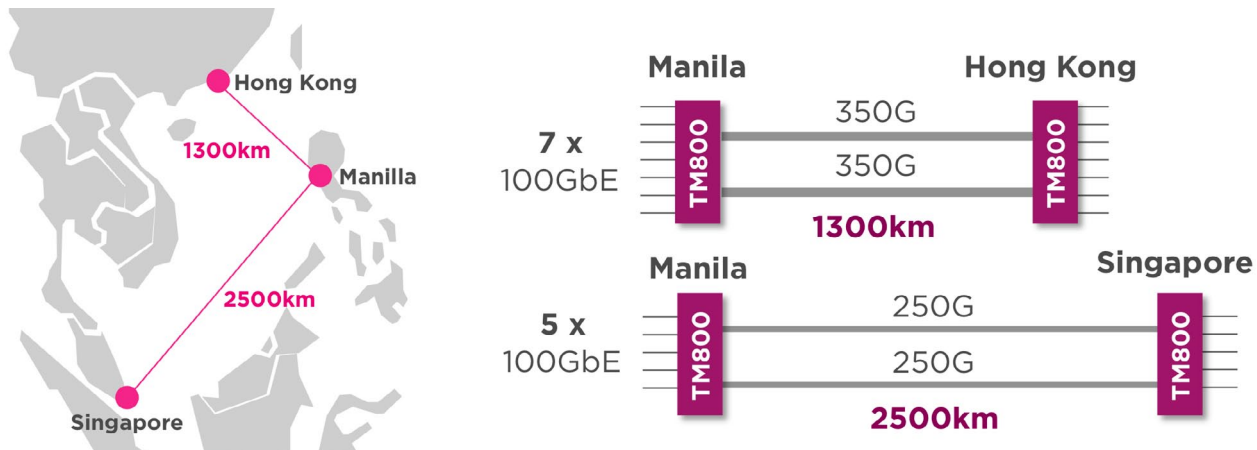 Hong Kong
1300km
Manilla
2500km
Singapore
Manila
Hong Kong
7 x
100GbE
TM800
350G
350G
TM800
1300km
Manila
Singapore
5 x
100GbE
TM800
250G
250G
TM800
2500km